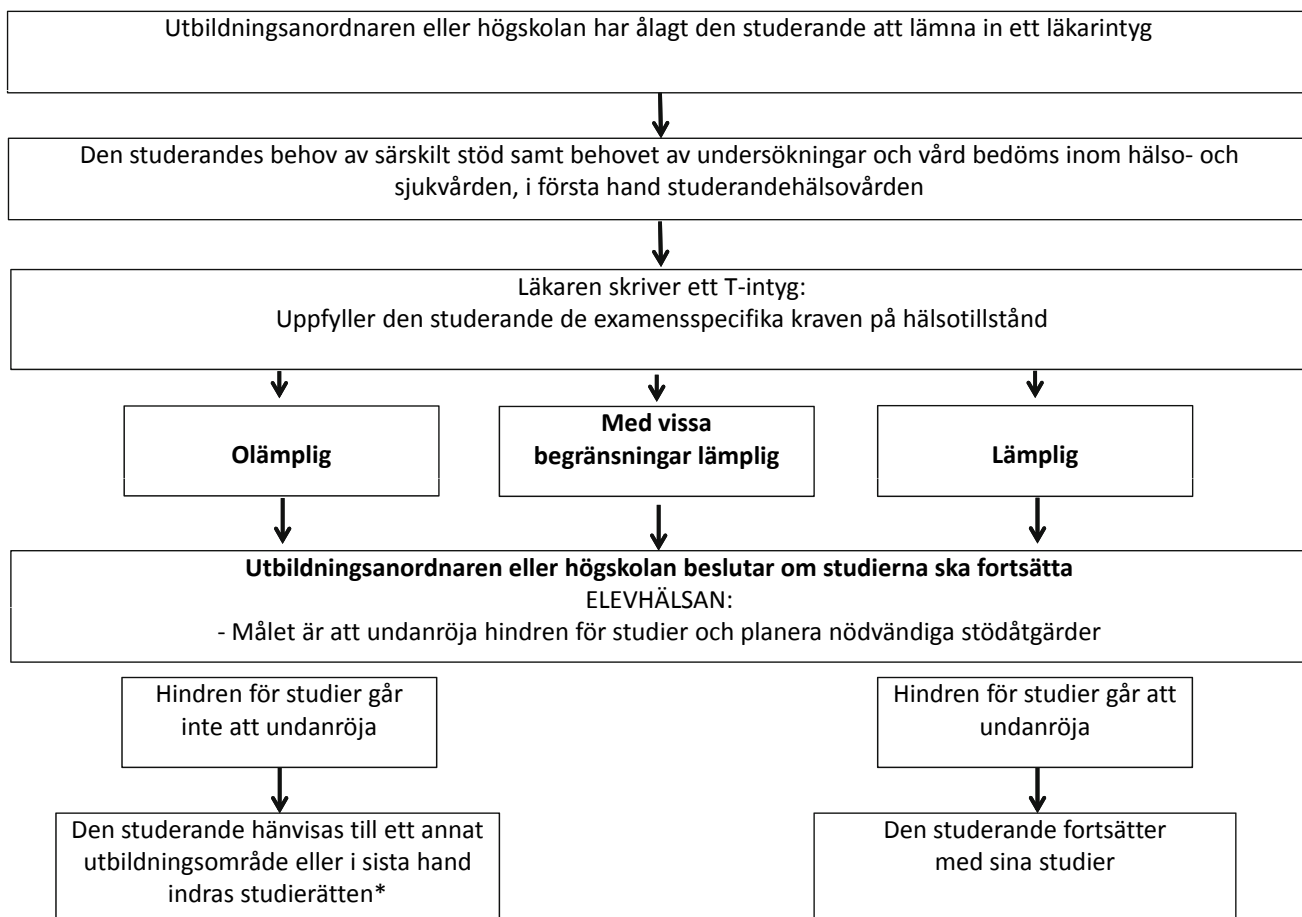 Utbildningsanordnaren eller högskolan har ålagt den studerande att lämna in ett läkarintyg
Den studerandes behov av särskilt stöd samt behovet av undersökningar och vård bedöms inom hälso- och
sjukvården, i första hand studerandehälsovården
Läkaren skriver ett T-intyg:
Uppfyller den studerande de examensspecifika kraven på hälsotillstånd
Olämplig
Med vissa
begränsningar lämplig
Lämplig
Utbildningsanordnaren eller högskolan beslutar om studierna ska fortsätta
ELEVHÄLSAN:
- Målet är att undanröja hindren för studier och planera nödvändiga stödåtgärder
Hindren för studier går
inte att undanröja
Hindren för studier går att
undanröja
Den studerande hänvisas till ett annat
utbildningsområde eller i sista hand
indras studierätten*
Den studerande fortsätter
med sina studier